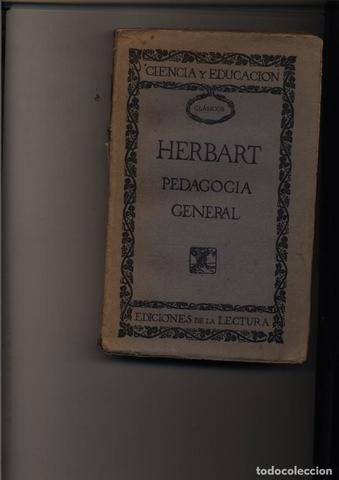 CIENCIA Y EDUCACION
CLÁSICOS
HERBART
PEDAGOGIA
GENERAL
EDICIONES DE LA LECTURA
todocoleccion